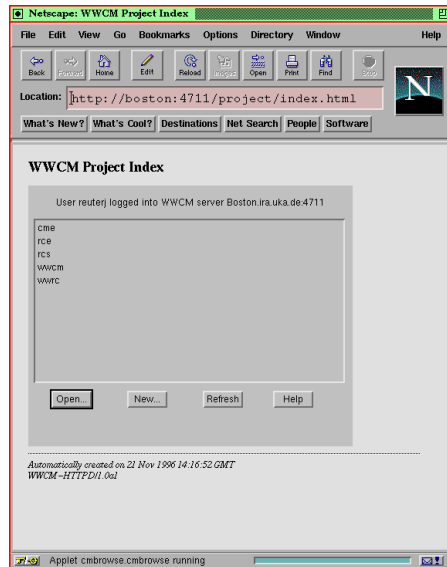 Netscape: WWCM Project Index
File Edit View Go Bookmarks Options Directory Window Help
Back Forward Home Edit Reload Images Open Print Find Stop
Location: http://boston:4711/project/index.html
N
What's New? What's Cool? Destinations Net Search People Software
WWCM Project Index
User reuterj logged into WWCM server Boston.ira.uka.de:4711
cme
rce
rcs
wwcm
wwrc
Open... New... Refresh Help
Automatically created on 21 Nov 1996 14:16:52 GMT
WWCM-HTTPD/1.0a1
Applet cmbrowse.cmbrowse running